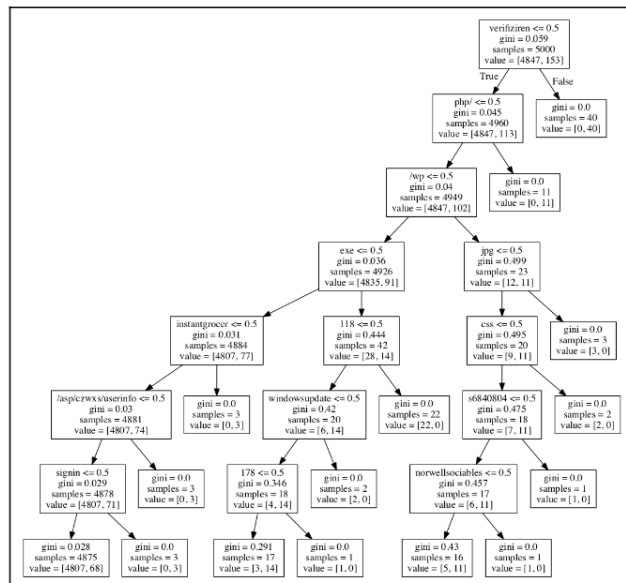 verifiziren <= 0.5
gini = 0.059
samples = 5000
value = [4847, 153]
True
False
php/ <= 0.5
gini = 0.045
samples = 4960
value = [4847, 113]
gini = 0.0
samples = 40
value = [0, 40]
/wp <= 0.5
gini = 0.04
samples = 4949
value = [4847, 102]
gini = 0.0
samples = 11
value = [0, 11]
exe <= 0.5
gini = 0.036
samples = 4926
value = [4835, 91]
jpg <= 0.5
gini = 0.499
samples = 23
value = [12, 11]
instantgrocer <= 0.5
gini = 0.031
samples = 4884
value = [4807, 77]
118 <= 0.5
gini = 0.444
samples = 42
value = [28, 14]
css <= 0.5
gini = 0.495
samples = 20
value = [9, 11]
gini = 0.0
samples = 3
value = [3, 0]
/asp/czwxs/userinfo <= 0.5
gini = 0.03
samples = 4881
value = [4807, 74]
gini = 0.0
samples = 3
value = [0, 3]
windowsupdate <= 0.5
gini = 0.42
samples = 20
value = [6, 14]
gini = 0.0
samples = 22
value = [22, 0]
s6840804 <= 0.5
gini = 0.475
samples = 18
value = [7, 11]
gini = 0.0
samples = 2
value = [2, 0]
signin <= 0.5
gini = 0.029
samples = 4878
value = [4807, 71]
gini = 0.0
samples = 3
value = [0, 3]
178 <= 0.5
gini = 0.346
samples = 18
value = [4, 14]
gini = 0.0
samples = 2
value = [2, 0]
norwellsociables <= 0.5
gini = 0.457
samples = 17
value = [6, 11]
gini = 0.0
samples = 1
value = [1, 0]
gini = 0.028
samples = 4875
value = [4807, 68]
gini = 0.0
samples = 3
value = [0, 3]
gini = 0.291
samples = 17
value = [3, 14]
gini = 0.0
samples = 1
value = [1, 0]
gini = 0.43
samples = 16
value = [5, 11]
gini = 0.0
samples = 1
value = [1, 0]